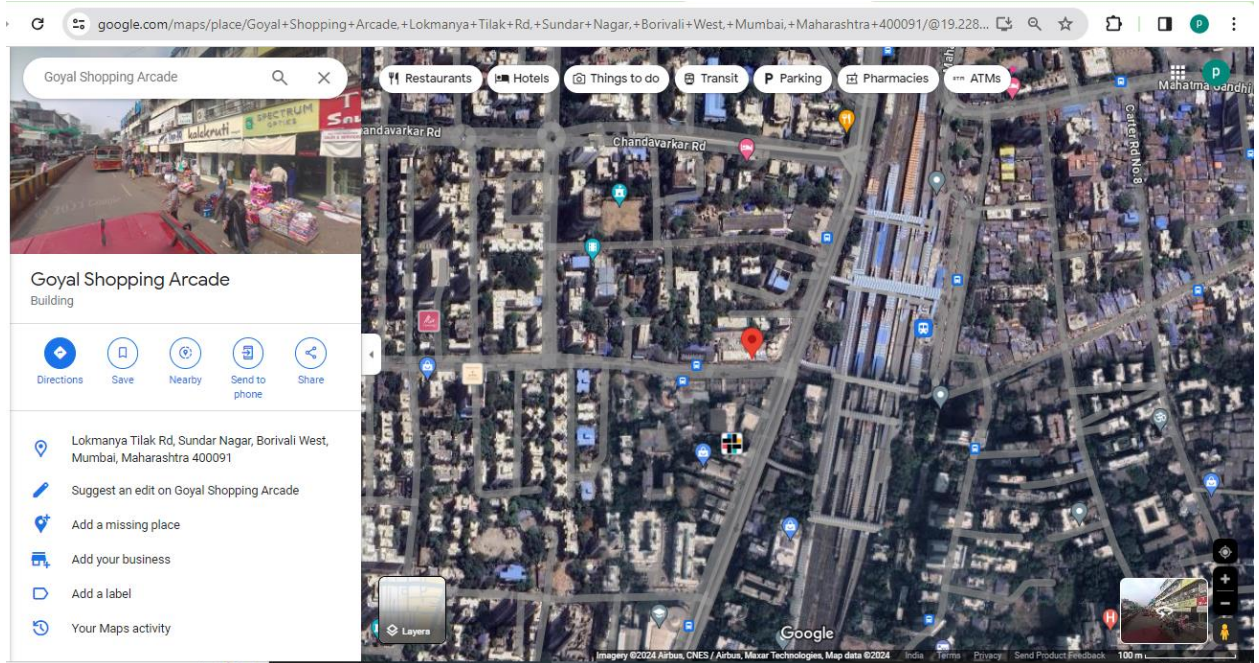 google.com/maps/place/Goyal+Shopping+Arcade,+Lokmanya+Tilak+Rd,+Sundar+Nagar,+Borivali+West,+Mumbai,+Maharashtra+400091/@19.228...
P
Goyal Shopping Arcade
Restaurants
Hotels
Things to do
Transit
P Parking
Pharmacies
ATMs
P
kalakruti
SPECTRUM
OPTICS
Goyal Shopping Arcade
Building
Directions
Save
Nearby
Send to
phone
Share
Lokmanya Tilak Rd, Sundar Nagar, Borivali West,
Mumbai, Maharashtra 400091
Suggest an edit on Goyal Shopping Arcade
Add a missing place
Add your business
Add a label
Your Maps activity
andavarkar Rd
Chandavarkar Rd
Mah
Mahatma Gandhi
Carter Rd No. 8
H
Layers
Google
Imagery ©2024 Airbus, CNES / Airbus, Maxar Technologies, Map data ©2024
India
Terms
Privacy
Send Product Feedback
100 m